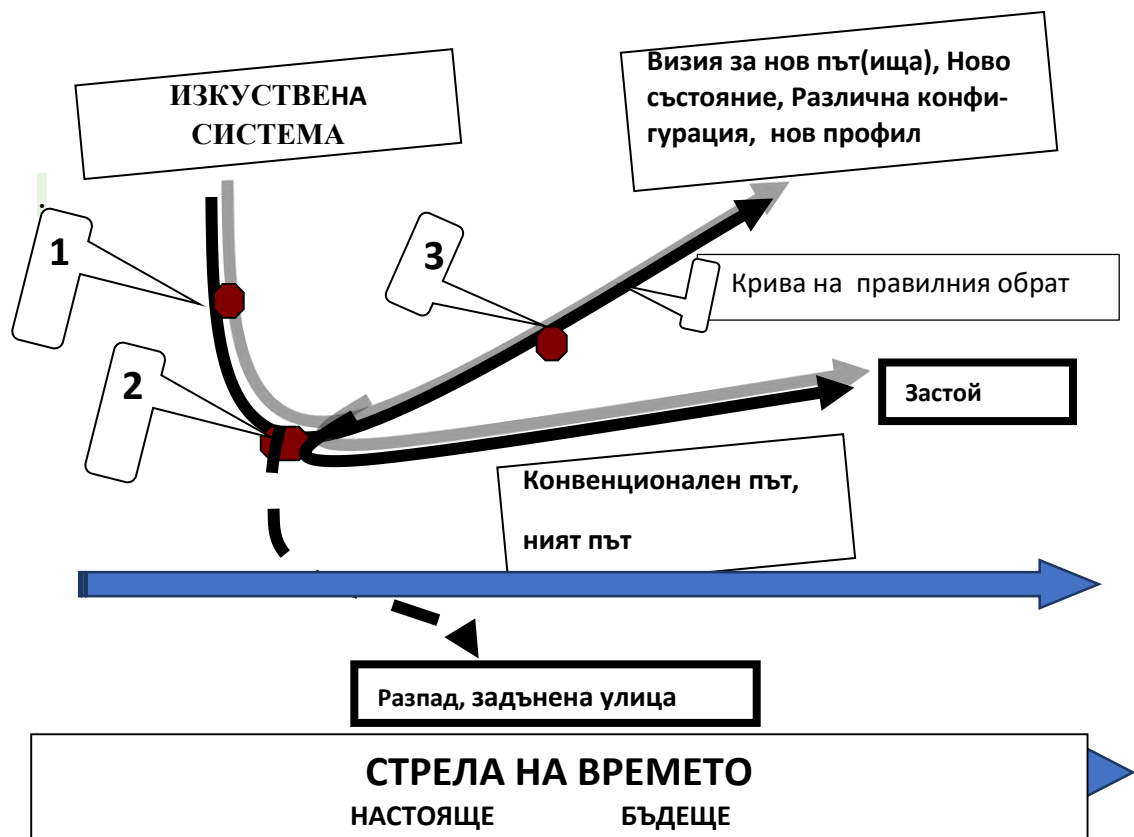 ИЗКУСТВЕНА
СИСТЕМА
Визия за нов път(ища), Ново
състояние, Различна конфи-
гурация, нов профил
1
3
Крива на правилния обрат
2
Застой
Конвенционален път,
ният път
Разпад, задънена улица
СТРЕЛА НА ВРЕМЕТО
НАСТОЯЩЕ БЪДЕЩЕ